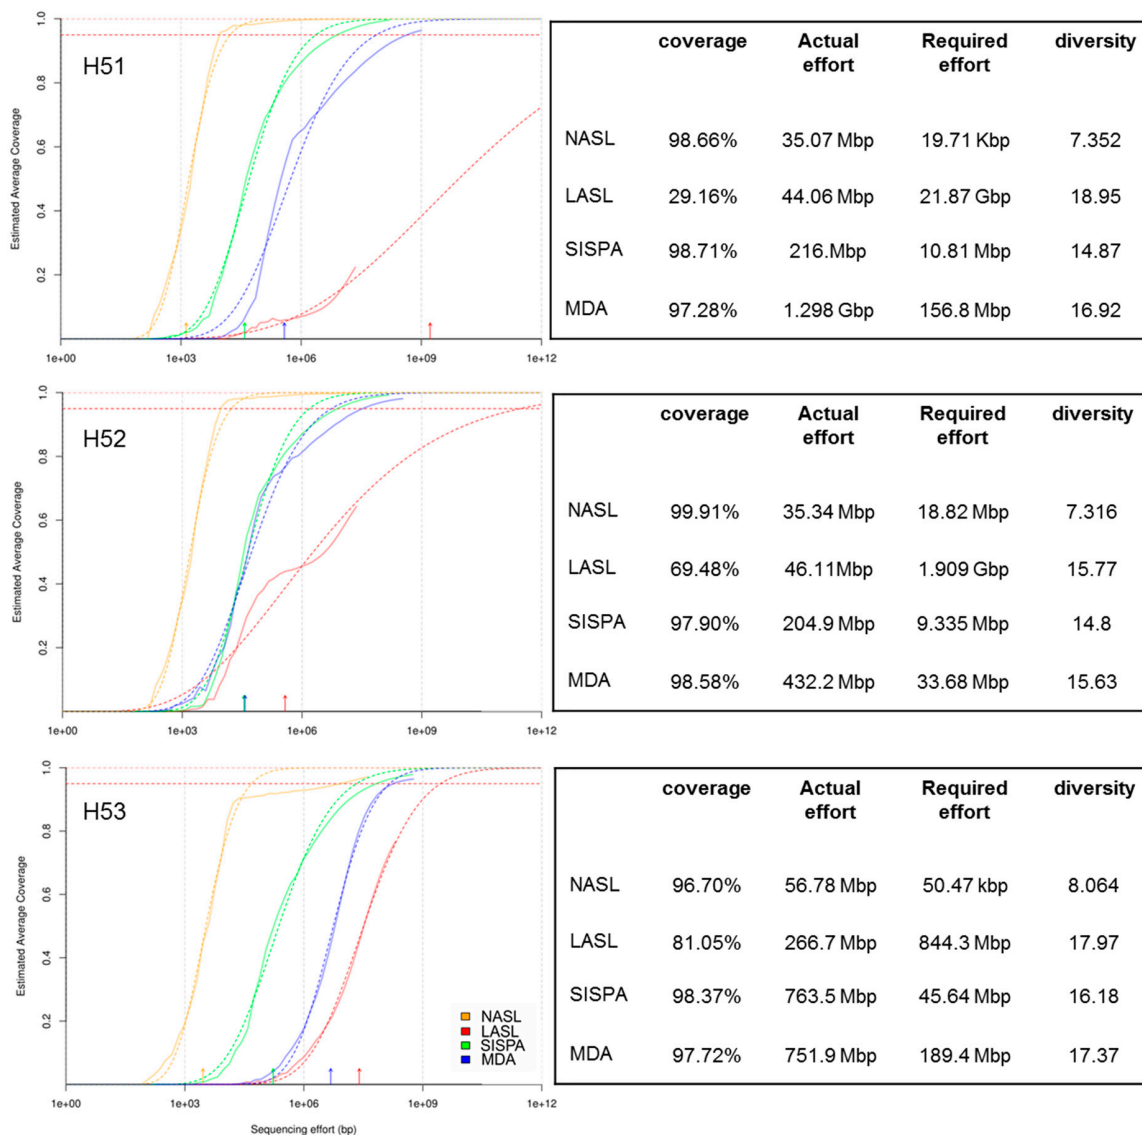 H51
Estimated Average Coverage
1.0
0.8
0.6
0.4
0.2
1e+00 1e+03 1e+06 1e+09 1e+12
coverage Actual effort Required effort diversity
NASL 98.66% 35.07 Mbp 19.71 Kbp 7.352
LASL 29.16% 44.06 Mbp 21.87 Gbp 18.95
SISPA 98.71% 216.Mbp 10.81 Mbp 14.87
MDA 97.28% 1.298 Gbp 156.8 Mbp 16.92
H52
Estimated Average Coverage
1.0
0.8
0.6
0.4
0.2
1e+00 1e+03 1e+06 1e+09 1e+12
coverage Actual effort Required effort diversity
NASL 99.91% 35.34 Mbp 18.82 Mbp 7.316
LASL 69.48% 46.11Mbp 1.909 Gbp 15.77
SISPA 97.90% 204.9 Mbp 9.335 Mbp 14.8
MDA 98.58% 432.2 Mbp 33.68 Mbp 15.63
H53
Estimated Average Coverage
1.0
0.8
0.6
0.4
0.2
NASL
LASL
SISPA
MDA
1e+00 1e+03 1e+06 1e+09 1e+12
Sequencing effort (bp)
coverage Actual effort Required effort diversity
NASL 96.70% 56.78 Mbp 50.47 kbp 8.064
LASL 81.05% 266.7 Mbp 844.3 Mbp 17.97
SISPA 98.37% 763.5 Mbp 45.64 Mbp 16.18
MDA 97.72% 751.9 Mbp 189.4 Mbp 17.37